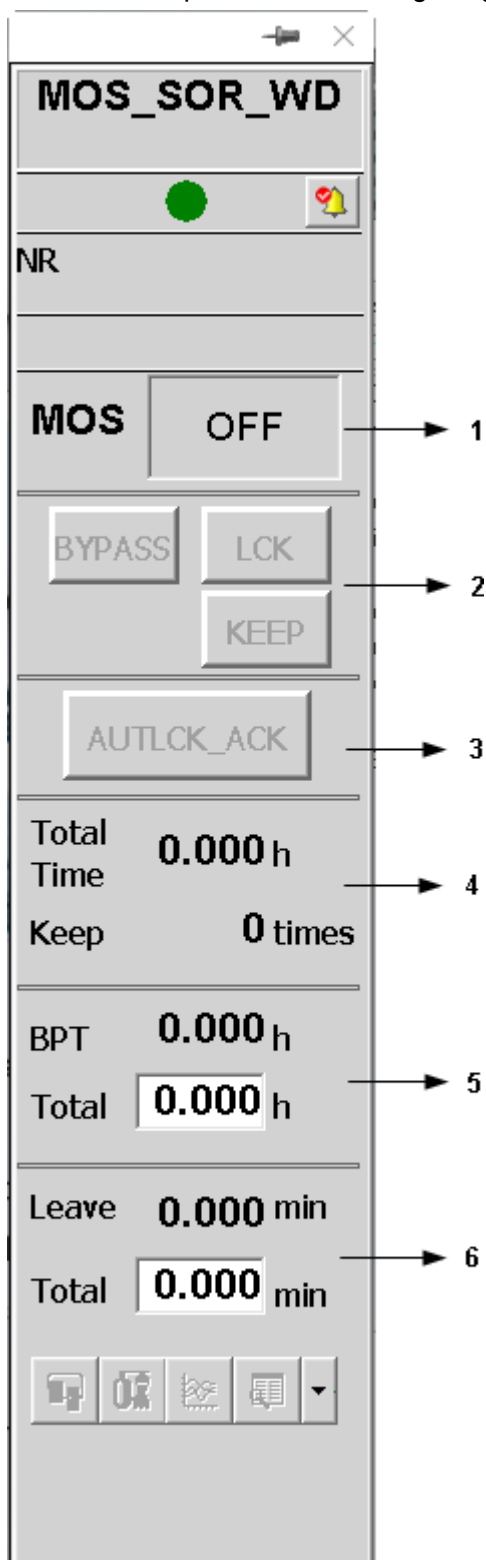 MOS_SOR_WD
NR
MOS OFF 1
BYPASS LCK
2
KEEP
AUTLCK_ACK 3
Total
Time 0.000 h
4
Keep 0 times
BPT 0.000 h
5
Total 0.000 h
Leave 0.000 min
6
Total 0.000 min